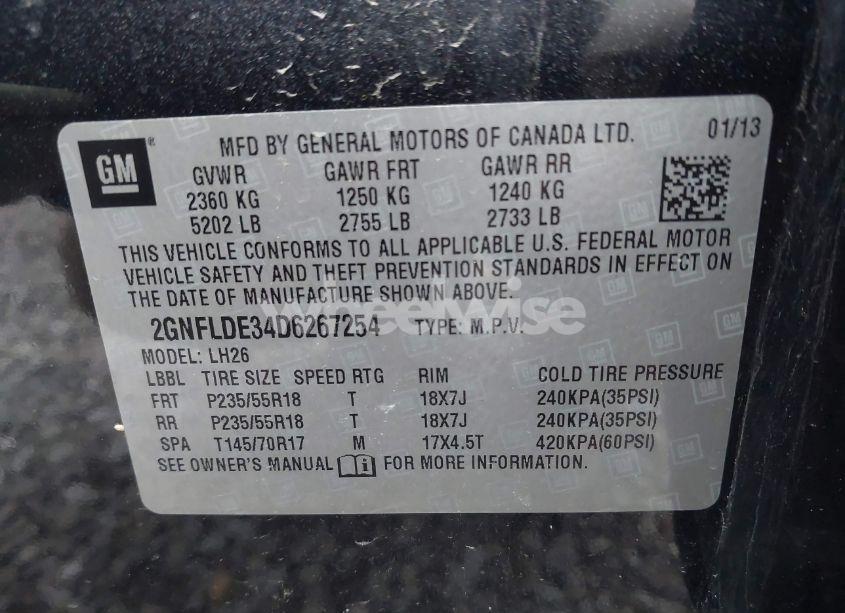 GM®
MFD BY GENERAL MOTORS OF CANADA LTD. 01/13
GVWR GAWR FRT GAWR RR
2360 KG 1250 KG 1240 KG
5202 LB 2755 LB 2733 LB
THIS VEHICLE CONFORMS TO ALL APPLICABLE U.S. FEDERAL MOTOR
VEHICLE SAFETY AND THEFT PREVENTION STANDARDS IN EFFECT ON
THE DATE OF MANUFACTURE SHOWN ABOVE.
wheelwise
2GNFLDE34D6267254 TYPE: M.P.V.
MODEL: LH26
LBBL TIRE SIZE SPEED RTG RIM COLD TIRE PRESSURE
FRT P235/55R18 T 18X7J 240KPA(35PSI)
RR P235/55R18 T 18X7J 240KPA(35PSI)
SPA T145/70R17 M 17X4.5T 420KPA(60PSI)
SEE OWNER'S MANUAL FOR MORE INFORMATION.